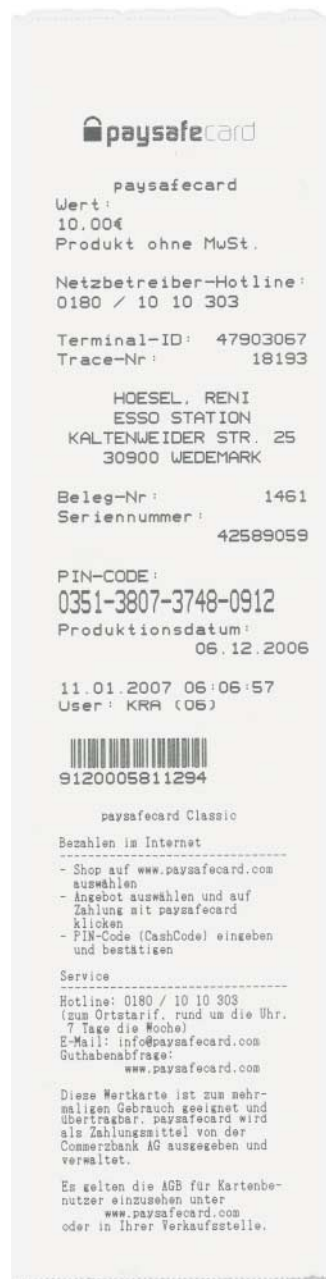 paysafecard
paysafecard
Wert:
10.00€
Produkt ohne MwSt.
Netzbetreiber-Hotline:
0180 / 10 10 303
Terminal-ID: 47903067
Trace-Nr: 18193
HOESEL, RENI
ESSO STATION
KALTENWEIDER STR. 25
30900 WEDEMARK
Beleg-Nr: 1461
Seriennummer:
42589059
PIN-CODE:
0351-3807-3748-0912
Produktionsdatum:
06.12.2006
11.01.2007 06:06:57
User: KRA (06)
9120005811294
paysafecard Classic
Bezahlen im Internet
------------------------------
- Shop auf www.paysafecard.com
auswählen
- Angebot auswählen und auf
Zahlung mit paysafecard
klicken
- PIN-Code (CashCode) eingeben
und bestätigen
Service
------------------------------
Hotline: 0180 / 10 10 303
(zum Ortstarif, rund um die Uhr,
7 Tage die Woche)
E-Mail: info@paysafecard.com
Guthabenabfrage:
www.paysafecard.com
Diese Wertkarte ist zum mehr-
maligen Gebrauch geeignet und
übertragbar. paysafecard wird
als Zahlungsmittel von der
Commerzbank AG ausgegeben und
verwaltet.
Es gelten die AGB für Kartenbe-
nutzer einzusehen unter
www.paysafecard.com
oder in Ihrer Verkaufsstelle.